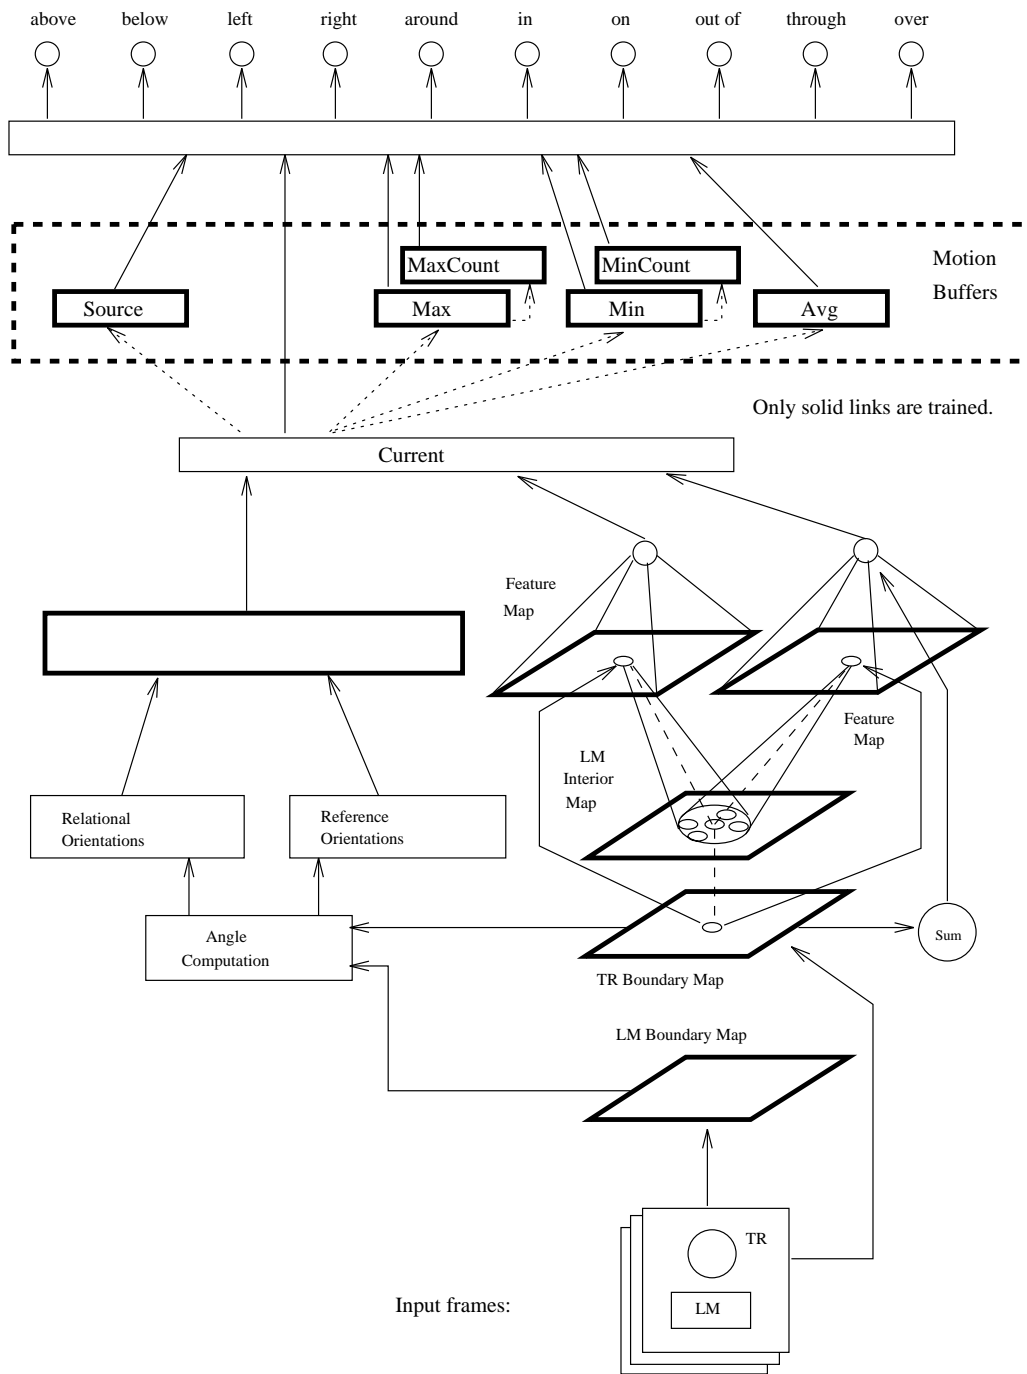 above below left right around in on out of through over
MaxCount
MinCount
Motion
Buffers
Source
Max
Min
Avg
Only solid links are trained.
Current
Feature
Map
Feature
Map
LM
Interior
Map
Relational
Orientations
Reference
Orientations
Angle
Computation
Sum
TR Boundary Map
LM Boundary Map
TR
LM
Input frames: